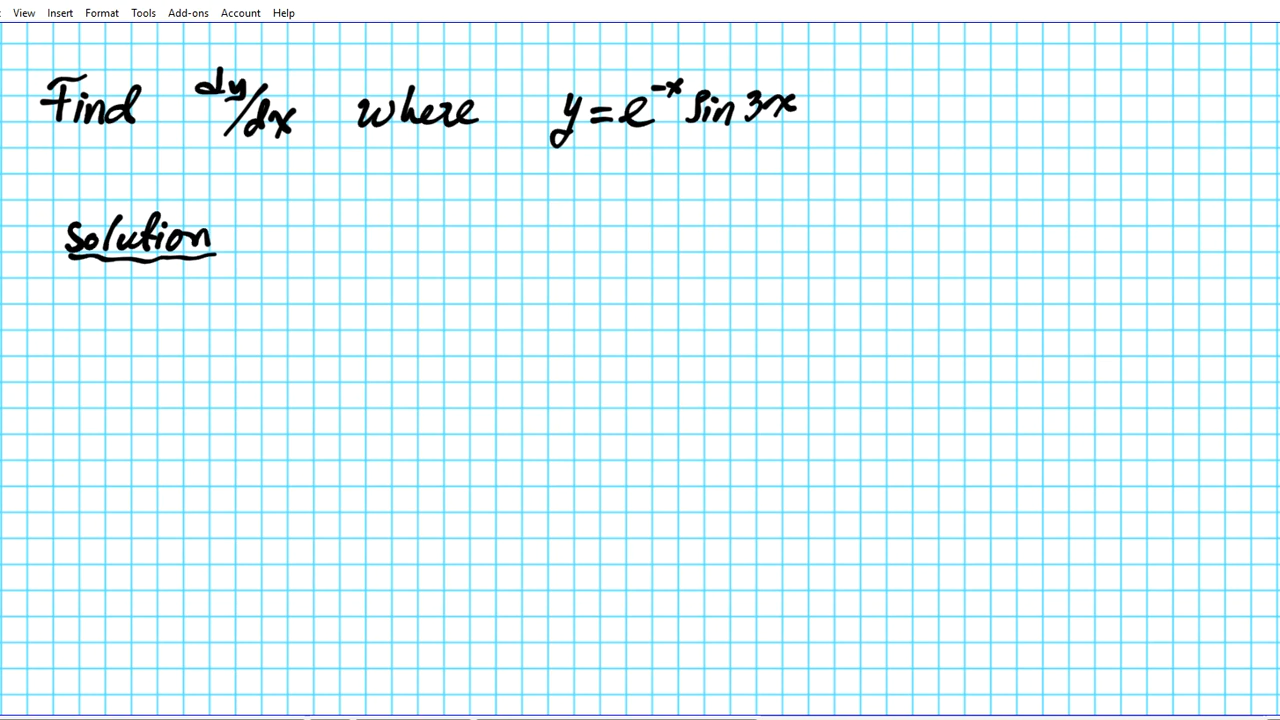 View Insert Format Tools Add-ons Account Help
Find dy/dx where y = e^{-x} sin 3x
Solution